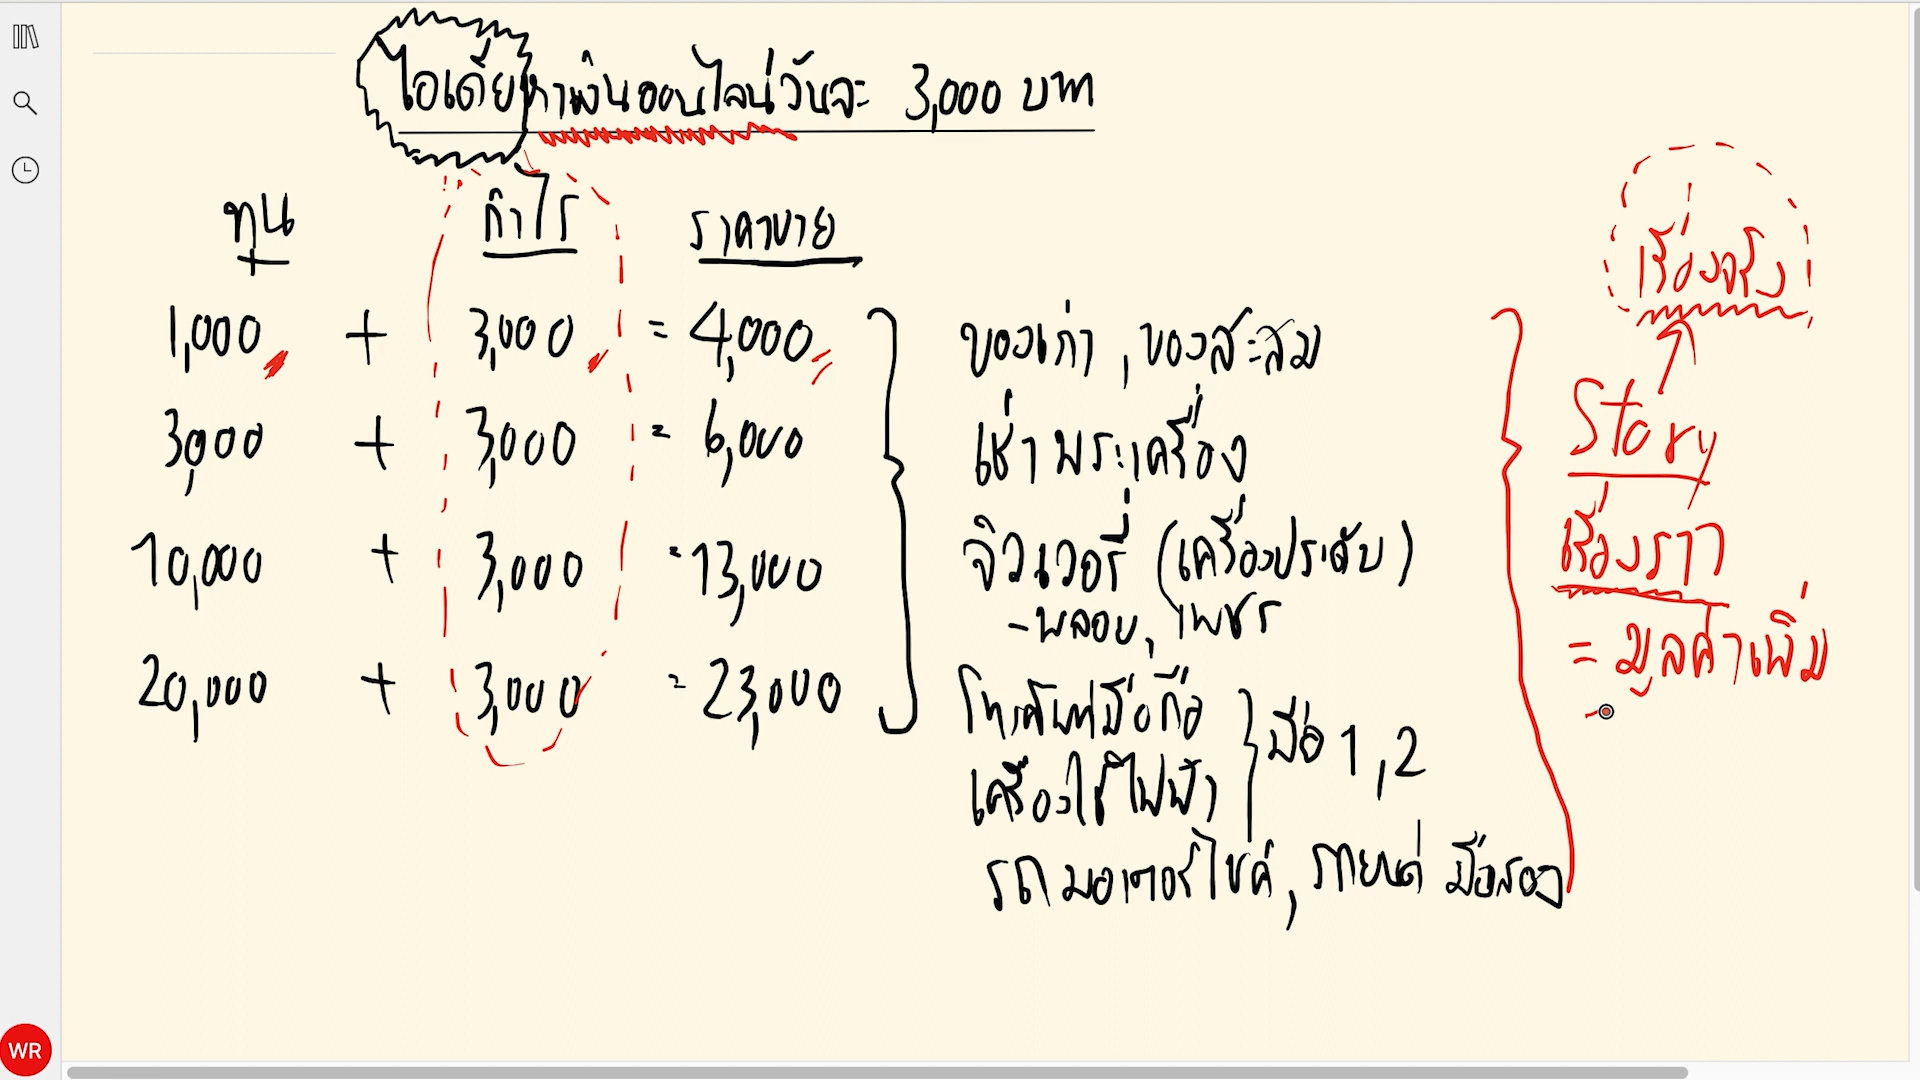 ไอเดียหาเงินออนไลน์วันละ 3,000 บาท
ทุน กำไร ราคาขาย
1,000 + 3,000 = 4,000
3,000 + 3,000 = 6,000
10,000 + 3,000 = 13,000
20,000 + 3,000 = 23,000
ของเก่า, ของสะสม
เช่าพระเครื่อง
จิวเวอรี่ (เครื่องประดับ)
-พลอย, เพชร
โทรศัพท์มือถือ
เครื่องใช้ไฟฟ้า
มือ 1,2
รถมอเตอร์ไซค์, รถยนต์ มือสอง
เรื่องจริง
Story
เรื่องราว
= มูลค่าเพิ่ม
WR